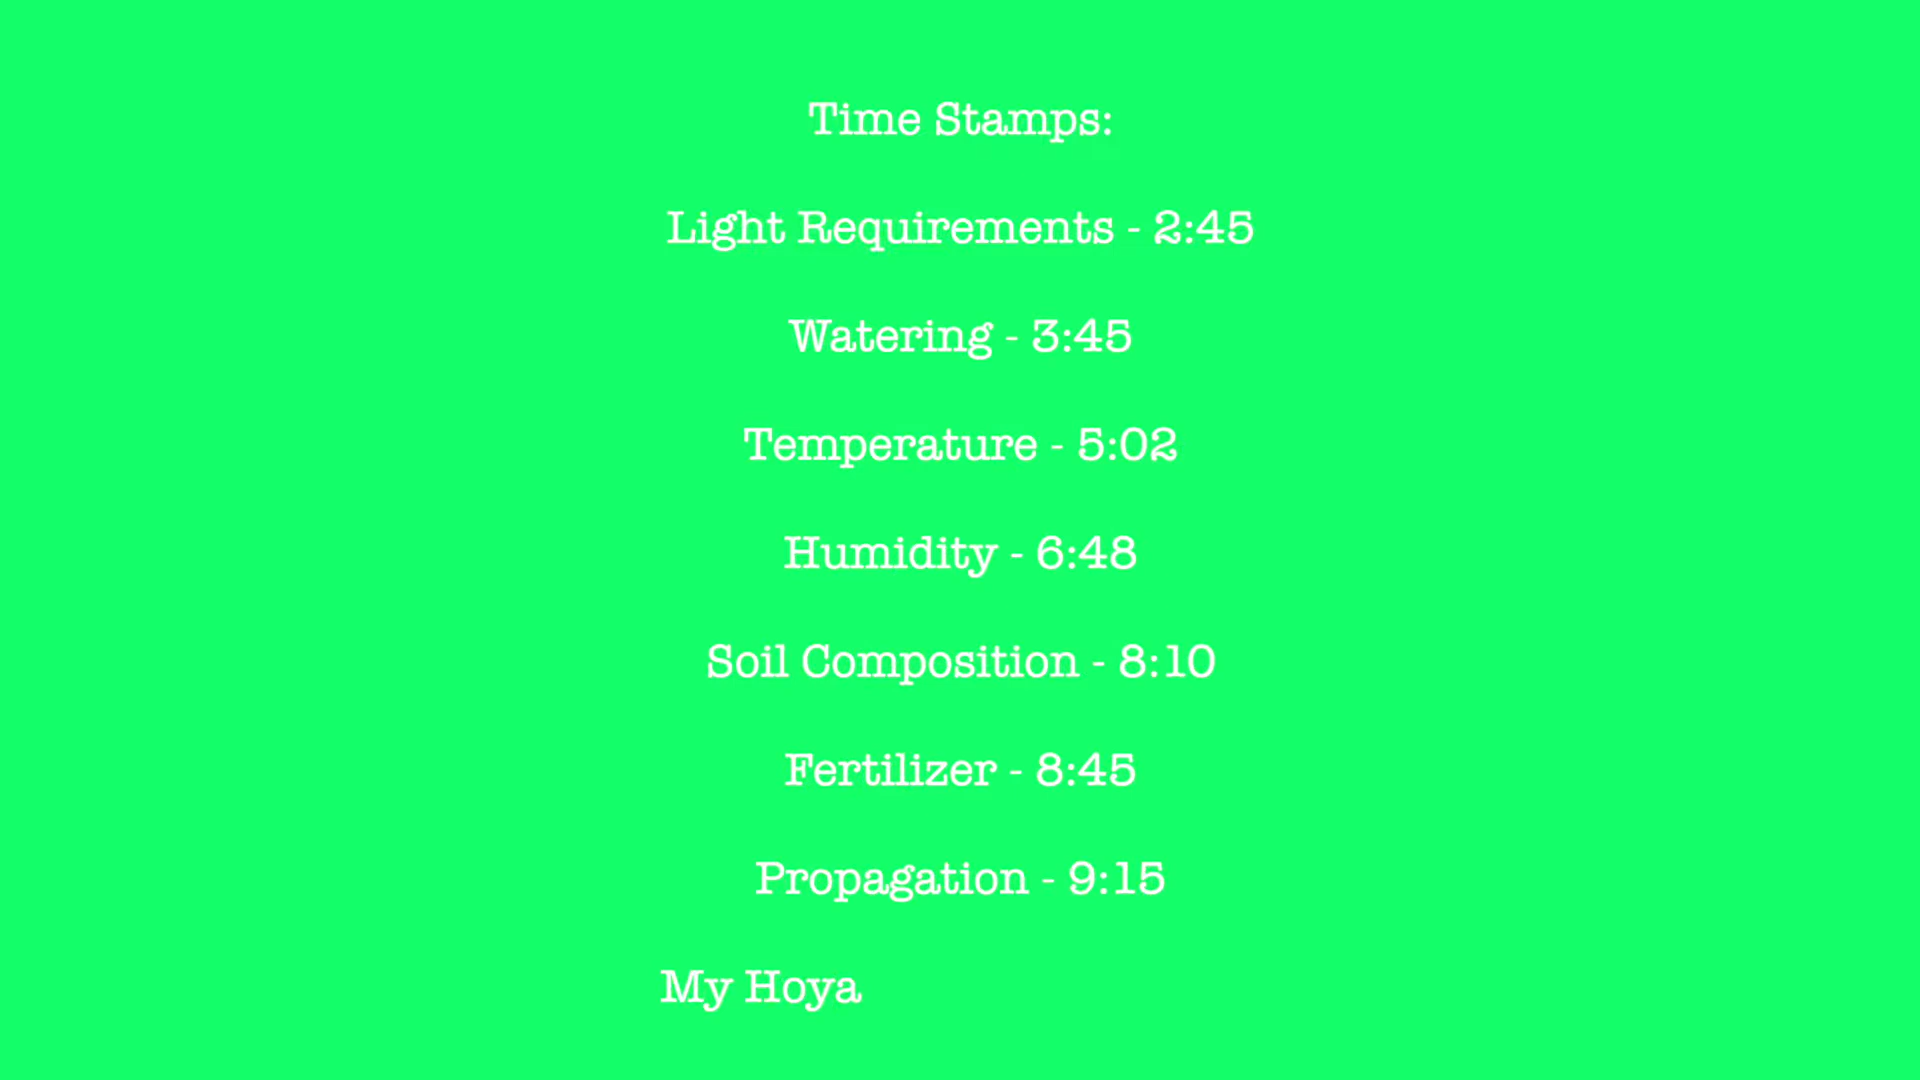 Time Stamps:
Light Requirements - 2:45
Watering - 3:45
Temperature - 5:02
Humidity - 6:48
Soil Composition - 8:10
Fertilizer - 8:45
Propagation - 9:15
My Hoya